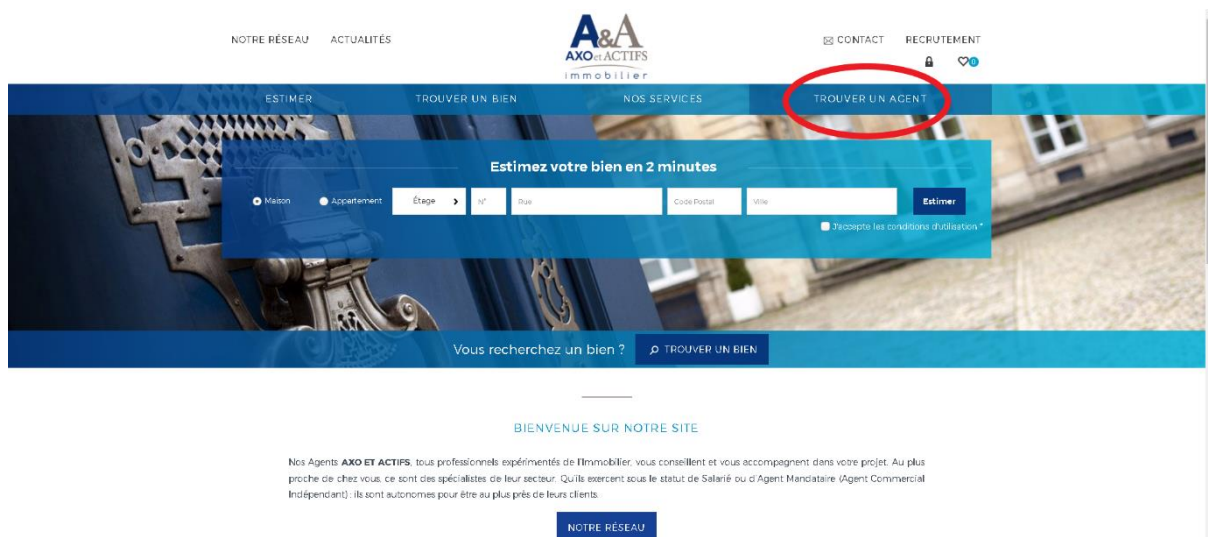 NOTRE RÉSEAU ACTUALITÉS
A&A
AXO et ACTIFS
immobilier
CONTACT RECRUTEMENT
0
ESTIMER TROUVER UN BIEN NOS SERVICES TROUVER UN AGENT
Estimez votre bien en 2 minutes
Maison Appartement Étage N° Rue Code Postal Ville Estimer
J'accepte les conditions d'utilisation *
Vous recherchez un bien ? TROUVER UN BIEN
BIENVENUE SUR NOTRE SITE
Nos Agents AXO ET ACTIFS, tous professionnels expérimentés de l'Immobilier, vous conseillent et vous accompagnent dans votre projet. Au plus
proche de chez vous, ce sont des spécialistes de leur secteur. Qu'ils exercent sous le statut de Salarié ou d'Agent Mandataire (Agent Commercial
Indépendant) ; ils sont autonomes pour être au plus près de leurs clients.
NOTRE RÉSEAU